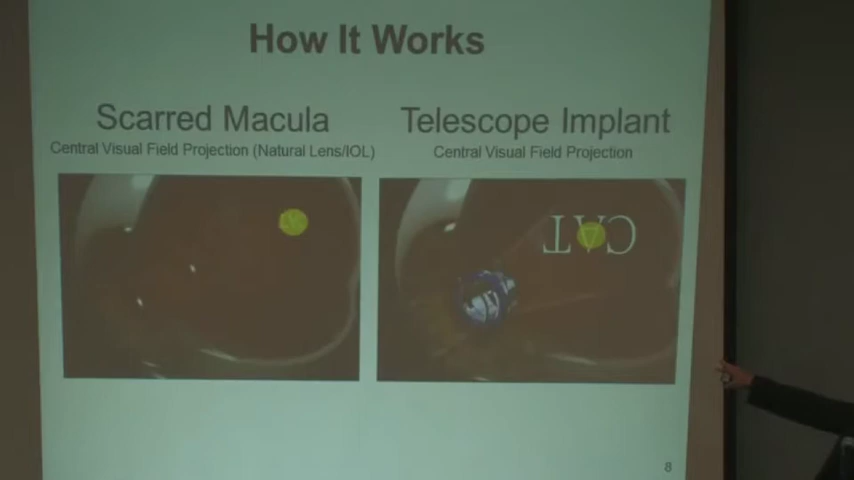 How It Works
Scarred Macula
Central Visual Field Projection (Natural Lens/IOL)
Telescope Implant
Central Visual Field Projection
CAT
8